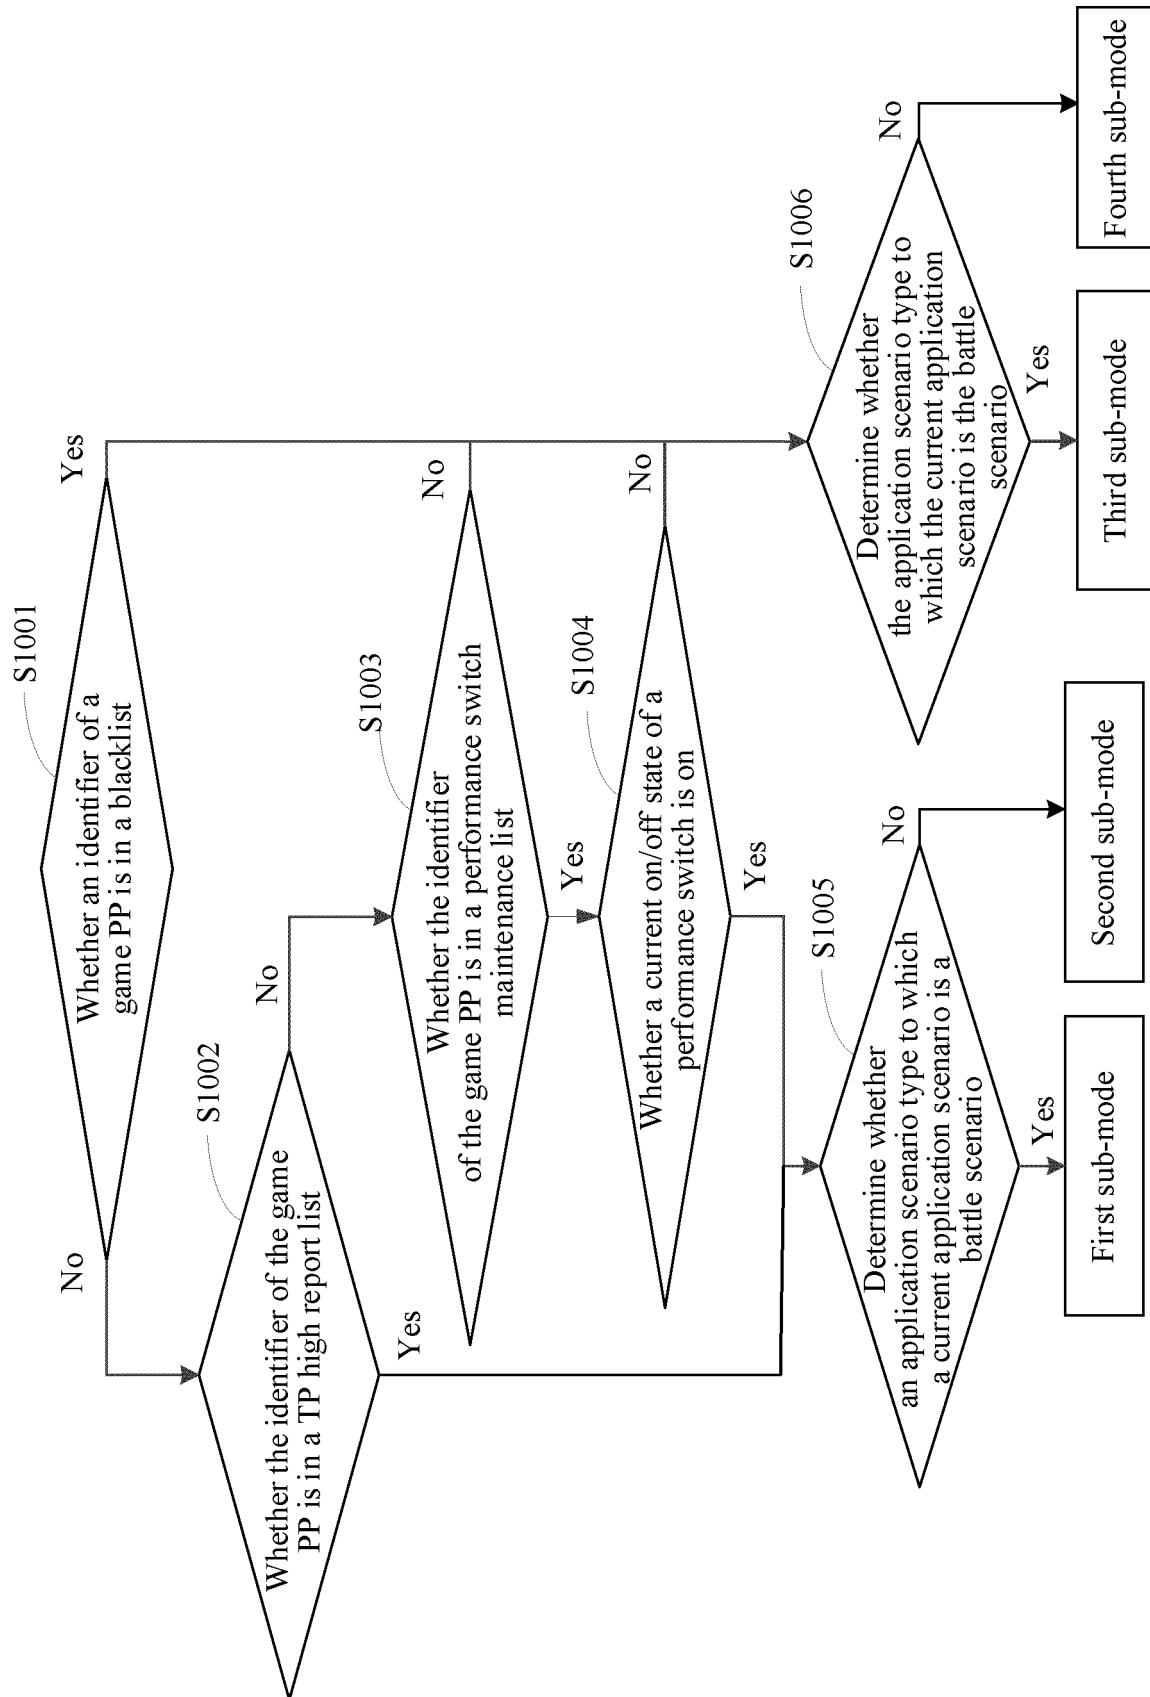 S1001
Whether an identifier of a
game PP is in a blacklist
No
Yes
S1002
Whether the identifier of the game
PP is in a TP high report list
No
Yes
S1003
Whether the identifier
of the game PP is in a performance switch
maintenance list
No
Yes
S1004
Whether a current on/off state of a
performance switch is on
No
Yes
S1005
Determine whether
an application scenario type to which
a current application scenario is a
battle scenario
No
Yes
S1006
Determine whether
the application scenario type to
which the current application
scenario is the battle
scenario
No
Yes
First sub-mode
Second sub-mode
Third sub-mode
Fourth sub-mode